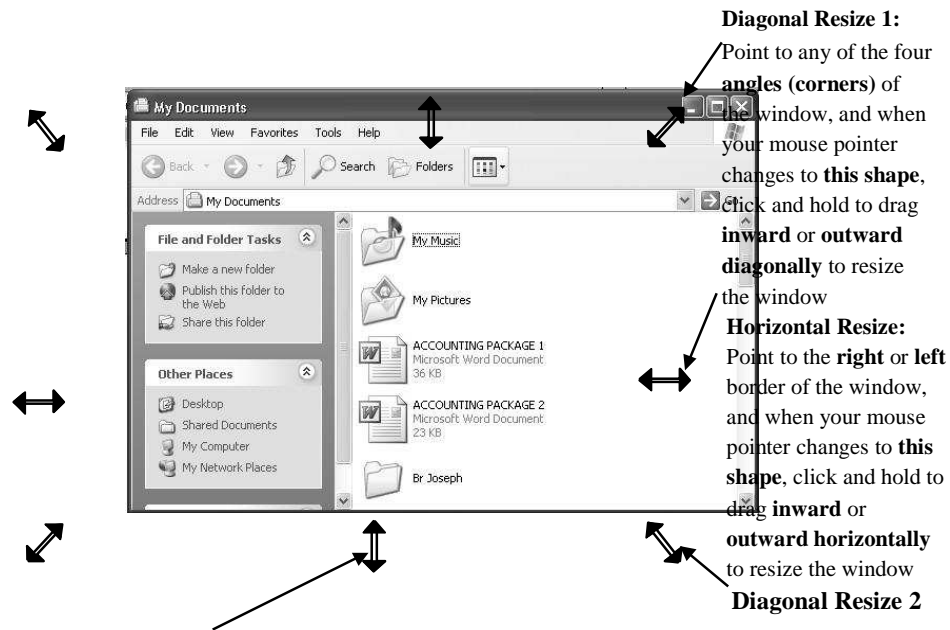 My Documents
File Edit View Favorites Tools Help
Back Search Folders
Address My Documents Go
File and Folder Tasks
Make a new folder
Publish this folder to
the Web
Share this folder
Other Places
Desktop
Shared Documents
My Computer
My Network Places
My Music
My Pictures
ACCOUNTING PACKAGE 1
Microsoft Word Document
36 KB
ACCOUNTING PACKAGE 2
Microsoft Word Document
23 KB
Br Joseph
Diagonal Resize 1:
Point to any of the four
angles (corners) of
the window, and when
your mouse pointer
changes to this shape,
click and hold to drag
inward or outward
diagonally to resize
the window
Horizontal Resize:
Point to the right or left
border of the window,
and when your mouse
pointer changes to this
shape, click and hold to
drag inward or
outward horizontally
to resize the window
Diagonal Resize 2